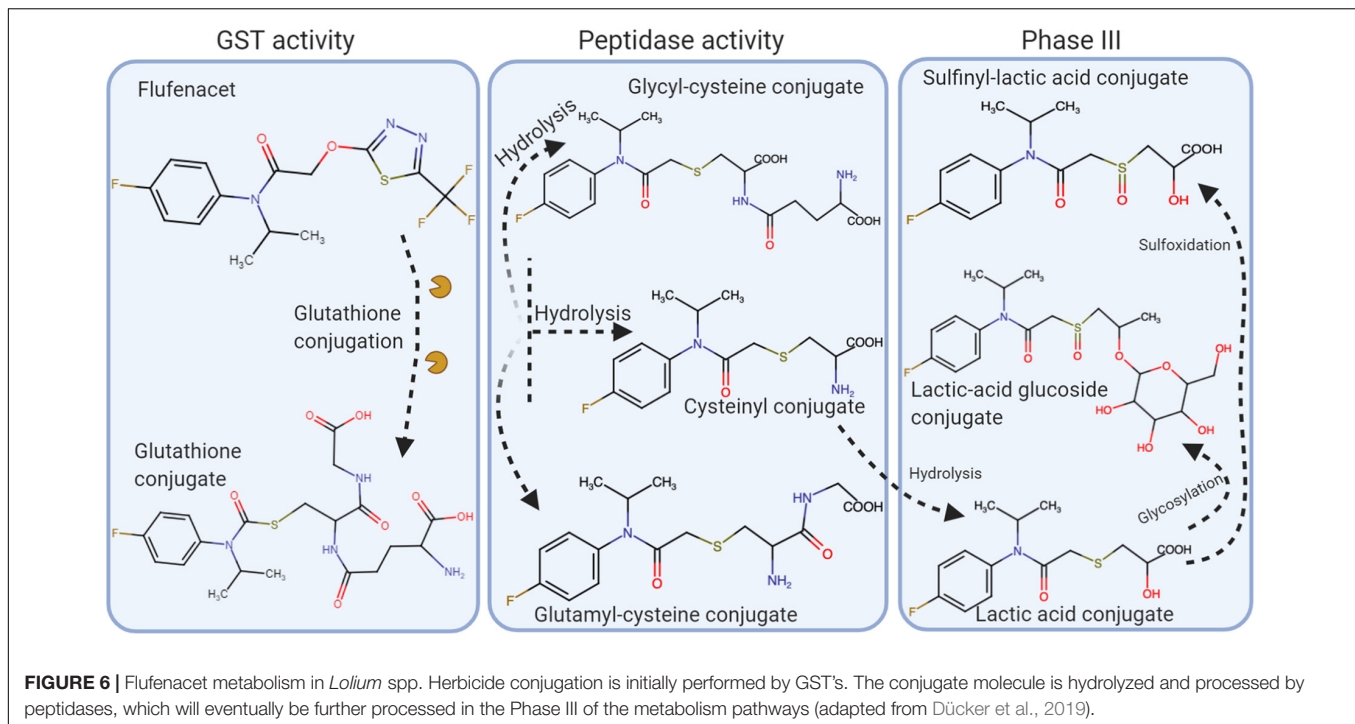 GST activity
Peptidase activity
Phase III
Flufenacet
F
O
O
N
N
S
N
F
F
F
CH₃
H₃C
Glutathione
conjugation
Glutathione
conjugate
O
OH
NH
O
O
S
N
F
CH₃
H₃C
HN
O
O
OH
NH₂
Glycyl-cysteine conjugate
Hydrolysis
H₃C
CH₃
N
O
S
F
COOH
HN
O
NH₂
COOH
Hydrolysis
H₃C
CH₃
N
O
S
F
COOH
NH₂
Cysteinyl conjugate
H₃C
CH₃
N
O
S
F
HN
COOH
O
NH₂
Glutamyl-cysteine conjugate
Sulfinyl-lactic acid conjugate
H₃C
CH₃
N
O
S
O
F
COOH
OH
Sulfoxidation
H₃C
CH₃
N
O
S
O
F
CH₃
O
O
OH
HO
HO
OH
Lactic-acid glucoside
conjugate
Hydrolysis
Glycosylation
H₃C
CH₃
N
O
S
F
COOH
OH
Lactic acid conjugate
FIGURE 6 | Flufenacet metabolism in Lolium spp. Herbicide conjugation is initially performed by GST's. The conjugate molecule is hydrolyzed and processed by
peptidases, which will eventually be further processed in the Phase III of the metabolism pathways (adapted from Dücker et al., 2019).